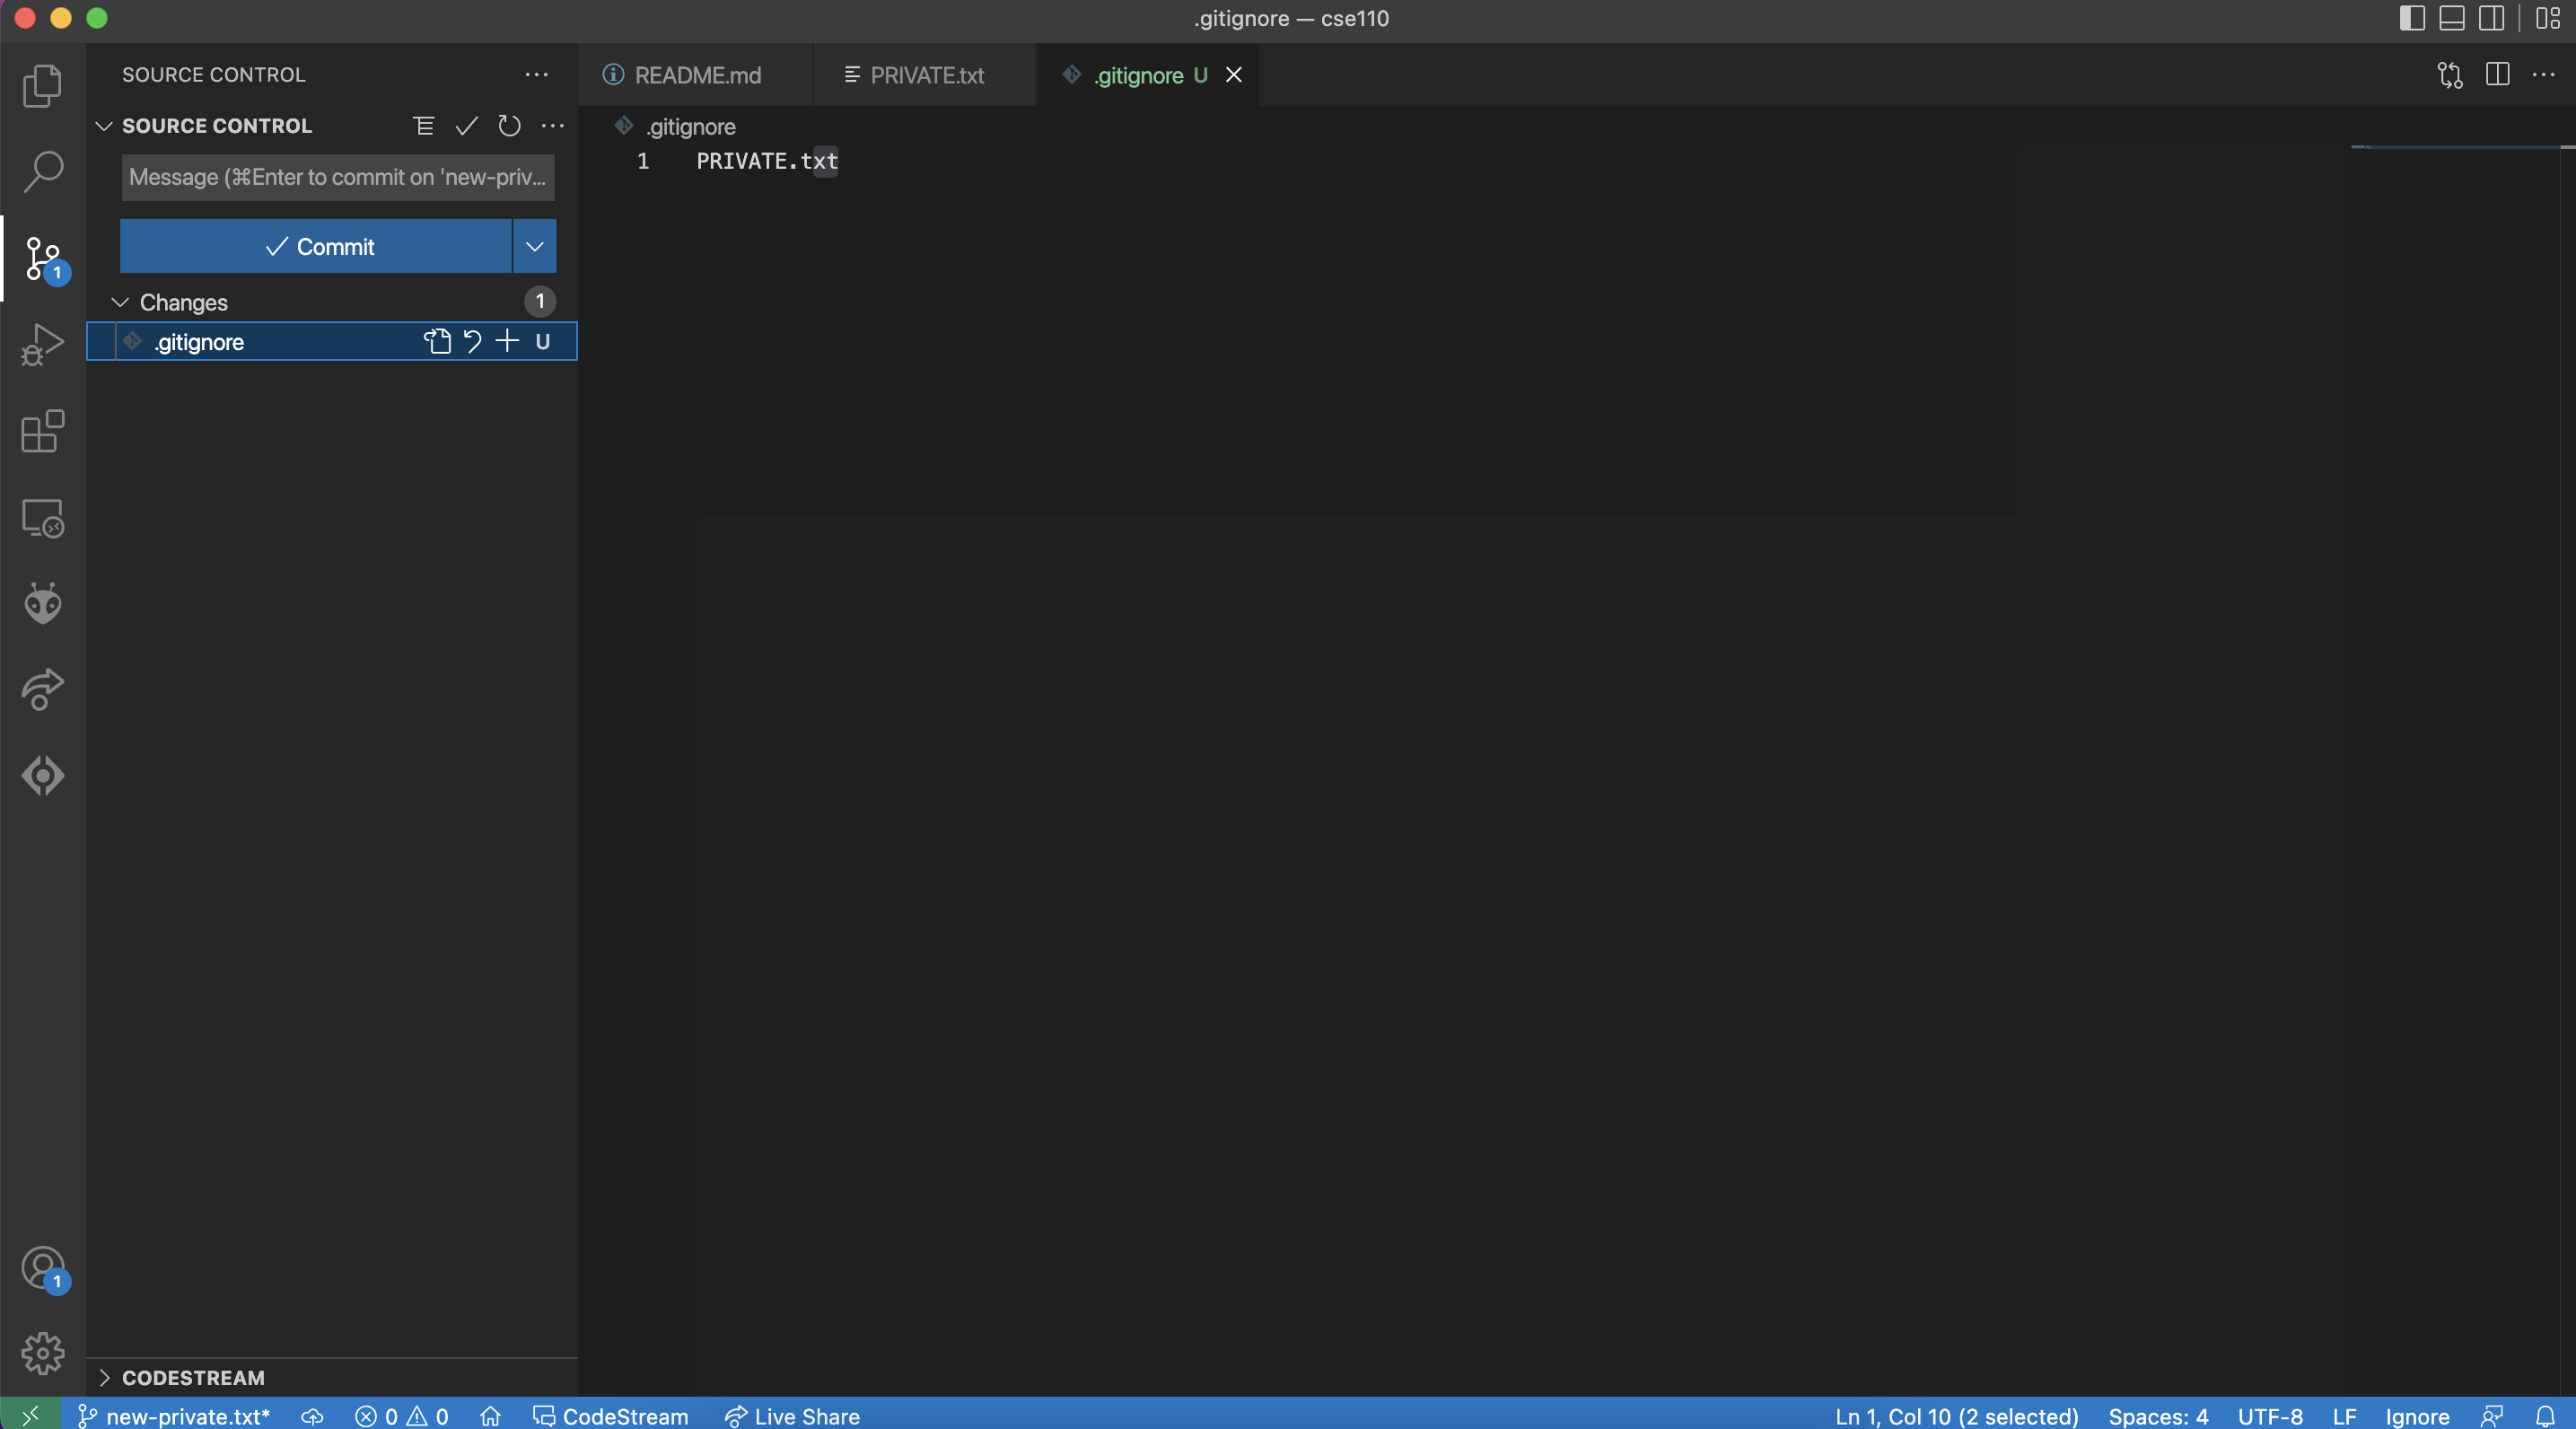 .gitignore — cse110
SOURCE CONTROL
README.md
PRIVATE.txt
.gitignore U
SOURCE CONTROL
.gitignore
Message (⌘Enter to commit on 'new-priv...
1 PRIVATE.txt
Commit
1
Changes 1
.gitignore U
1
CODESTREAM
new-private.txt* 0 0 CodeStream Live Share Ln 1, Col 10 (2 selected) Spaces: 4 UTF-8 LF Ignore